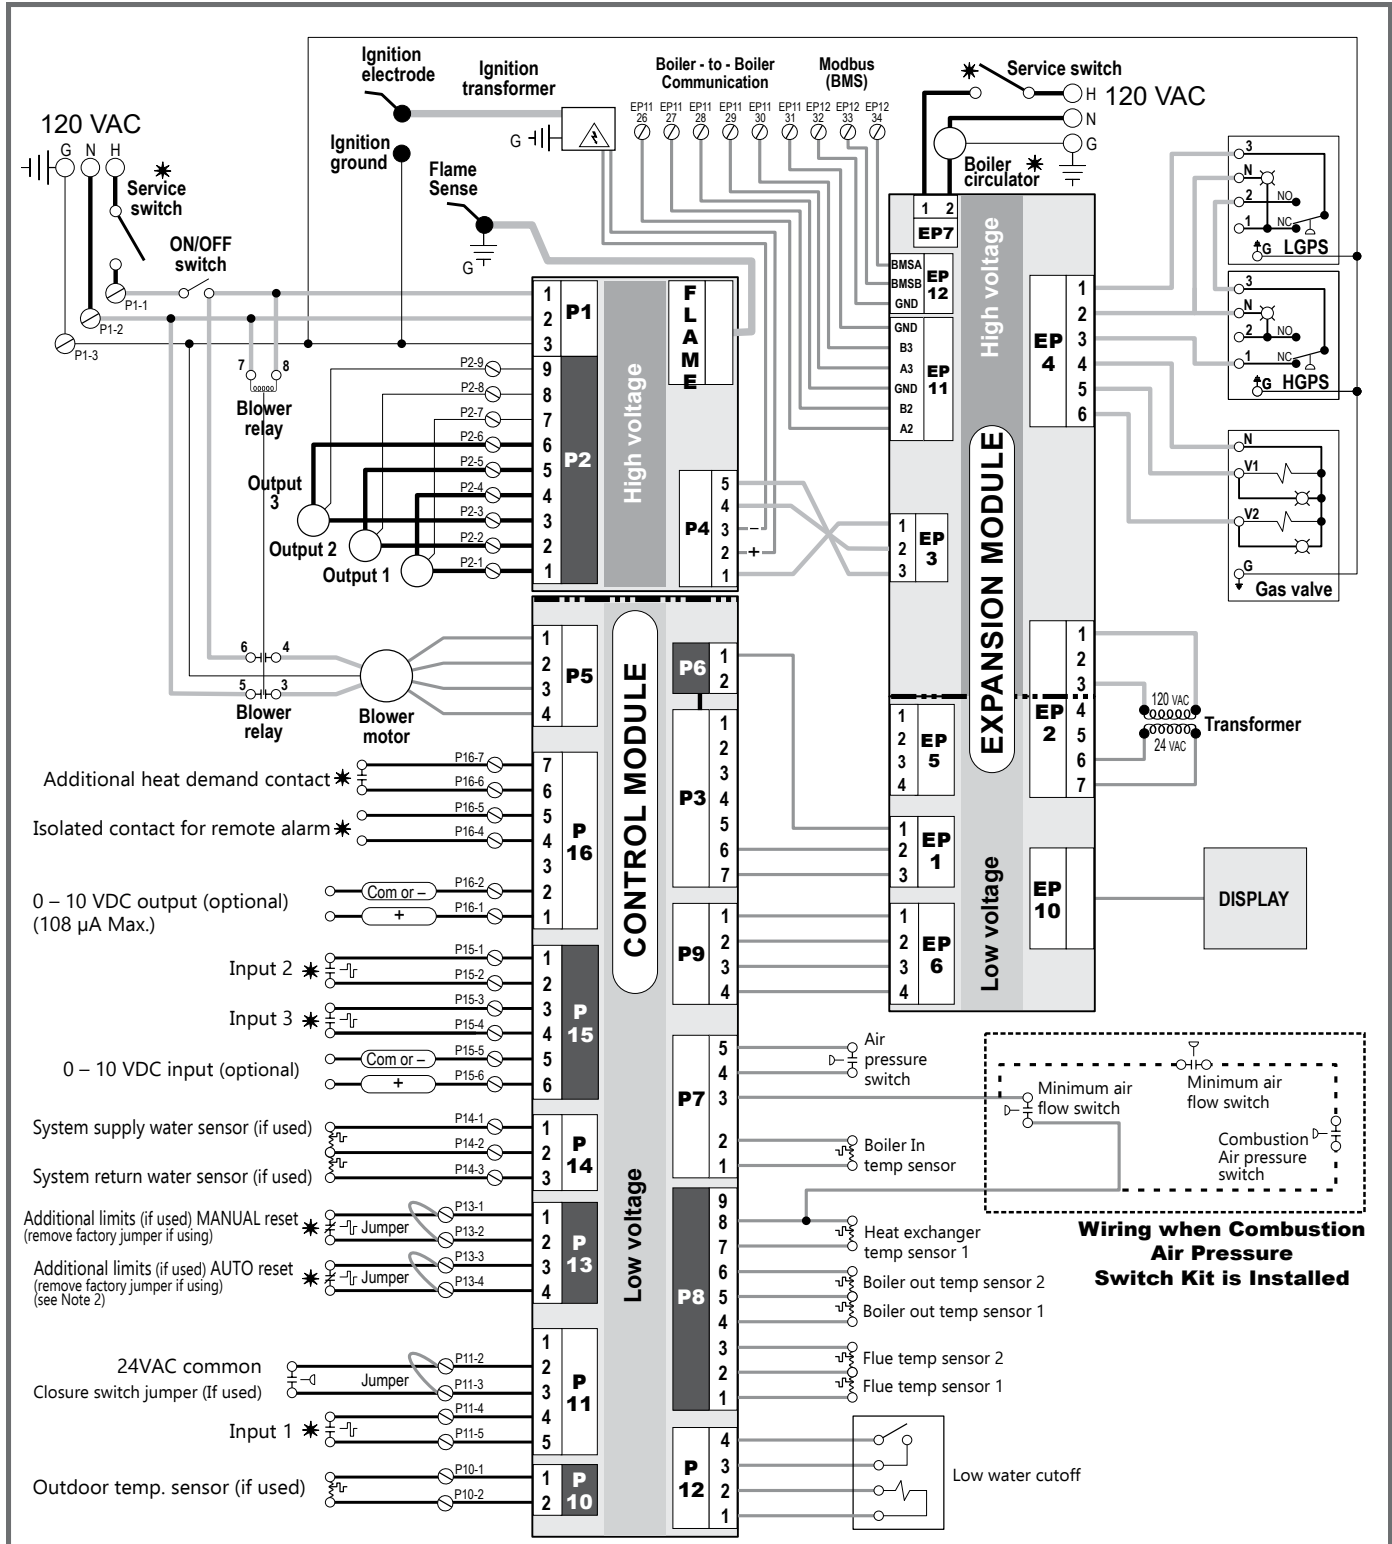 Ignition
electrode
Ignition
transformer
Boiler - to - Boiler
Communication
Modbus
(BMS)
Service switch
H
120 VAC
N
G
EP11 EP11 EP11 EP11 EP11 EP11 EP12 EP12 EP12
26 27 28 29 30 31 32 33 34
120 VAC
G N H
Service
switch
ON/OFF
switch
Ignition
ground
G
Flame
Sense
G
Boiler
circulator
P1-1
P1-2
P1-3
7 8
Blower
relay
1
2
3
P1
FLAME
High voltage
P2-9
P2-8
P2-7
P2-6
P2-5
P2-4
P2-3
P2-2
P2-1
9
8
7
6
5
4
3
2
1
P2
Output
3
Output 2
Output 1
P4
5
4
3
2
1
–
+
1 2
EP7
High voltage
BMSA
BMSB
GND
EP
12
GND
B3
A3
GND
B2
A2
EP
11
1
2
3
EP
3
EP
4
1
2
3
4
5
6
3
N
2 NO
1 NC
G LGPS
3
N
2 NO
1 NC
G HGPS
N
V1
V2
G
Gas valve
EXPANSION MODULE
6 4
5 3
Blower
relay
Blower
motor
1
2
3
4
P5
P6
1
2
CONTROL MODULE
P3
1
2
3
4
5
6
7
1
2
3
4
EP
5
EP
2
1
2
3
4
5
6
7
120 VAC
24 VAC
Transformer
1
2
3
EP
1
Low voltage
EP
10
DISPLAY
P9
1
2
3
4
1
2
3
4
EP
6
Additional heat demand contact
P16-7
P16-6
Isolated contact for remote alarm
P16-5
P16-4
0 – 10 VDC output (optional)
(108 µA Max.)
Com or –
+
P16-2
P16-1
7
6
5
4
3
2
1
P
16
Input 2
P15-1
P15-2
Input 3
P15-3
P15-4
0 – 10 VDC input (optional)
Com or –
+
P15-5
P15-6
1
2
3
4
5
6
P
15
System supply water sensor (if used)
System return water sensor (if used)
P14-1
P14-2
P14-3
1
2
3
P
14
Additional limits (if used) MANUAL reset
(remove factory jumper if using)
Jumper
P13-1
P13-2
Additional limits (if used) AUTO reset
(remove factory jumper if using)
(see Note 2)
Jumper
P13-3
P13-4
1
2
3
4
P
13
24VAC common
Closure switch jumper (If used)
Jumper
P11-2
P11-3
Input 1
P11-4
P11-5
1
2
3
4
5
P
11
Outdoor temp. sensor (if used)
P10-1
P10-2
1
2
P
10
Low voltage
P7
5
4
3
2
1
Air
pressure
switch
Boiler In
temp sensor
P8
9
8
7
6
5
4
3
2
1
Heat exchanger
temp sensor 1
Boiler out temp sensor 2
Boiler out temp sensor 1
Flue temp sensor 2
Flue temp sensor 1
P
12
4
3
2
1
Low water cutoff
Minimum air
flow switch
Minimum air
flow switch
Combustion
Air pressure
switch
Wiring when Combustion
Air Pressure
Switch Kit is Installed